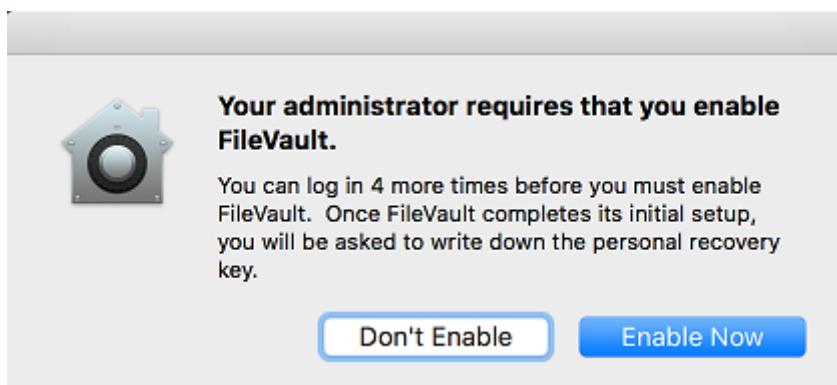 Your administrator requires that you enable
FileVault.
You can log in 4 more times before you must enable
FileVault.  Once FileVault completes its initial setup,
you will be asked to write down the personal recovery
key.
Don't Enable
Enable Now